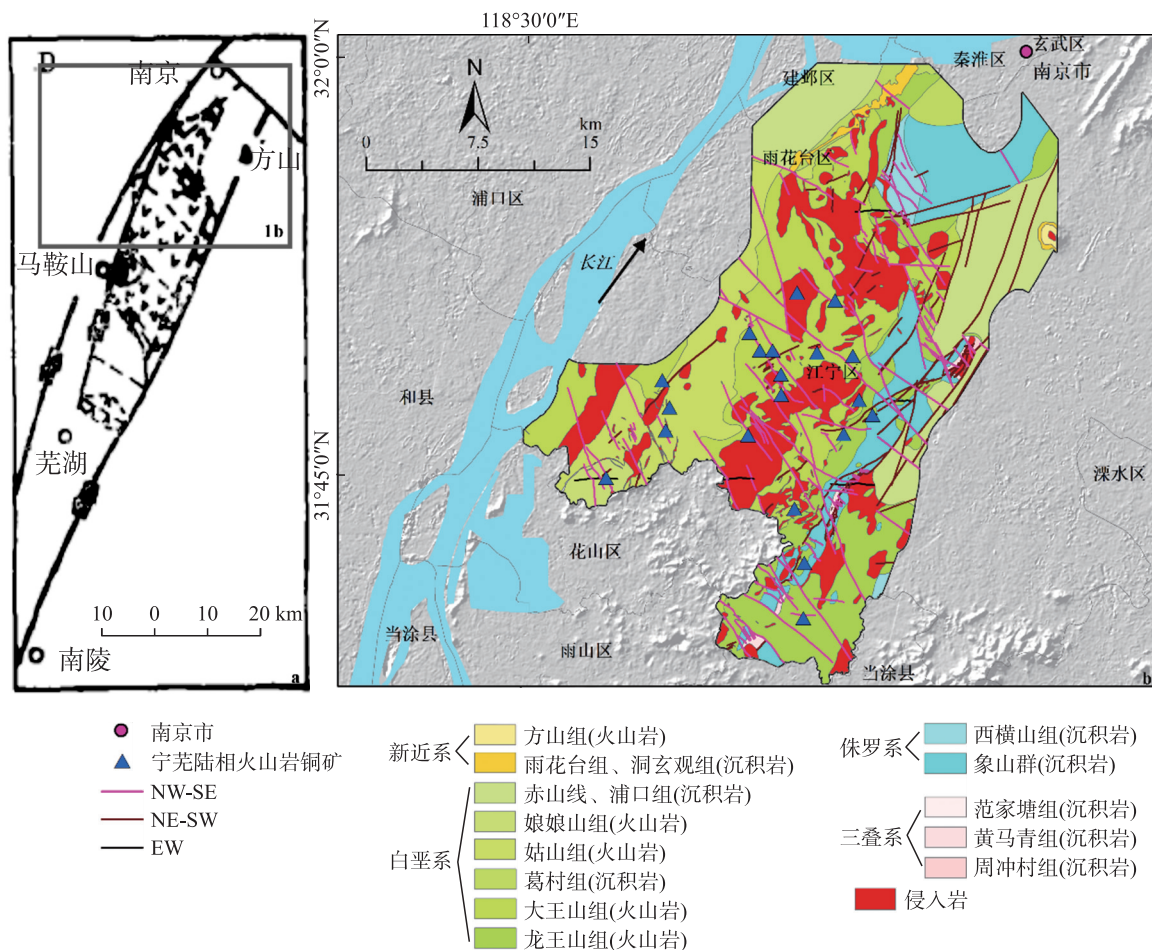 D
南京
方山
1b
马鞍山
芜湖
10 0 10 20 km
南陵
a
118°30′0″E
32°0′0″N
31°45′0″N
N
km
0 7.5 15
建邺区
秦淮区
玄武区
南京市
雨花台区
浦口区
长江
和县
江宁区
溧水区
花山区
当涂县
雨山区
当涂县
b
南京市
宁芜陆相火山岩铜矿
NW-SE
NE-SW
EW
新近系
方山组(火山岩)
雨花台组、洞玄观组(沉积岩)
白垩系
赤山线、浦口组(沉积岩)
娘娘山组(火山岩)
姑山组(火山岩)
葛村组(沉积岩)
大王山组(火山岩)
龙王山组(火山岩)
侏罗系
西横山组(沉积岩)
象山群(沉积岩)
三叠系
范家塘组(沉积岩)
黄马青组(沉积岩)
周冲村组(沉积岩)
侵入岩